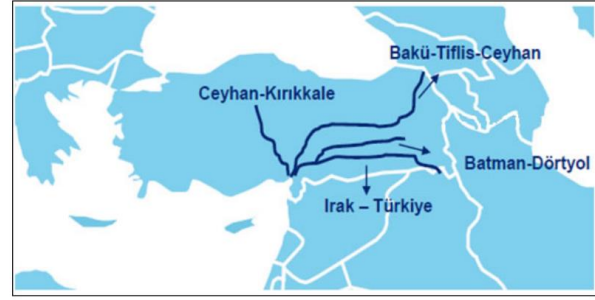 Bakü-Tiflis-Ceyhan
Ceyhan-Kırıkkale
Batman-Dörtyol
Irak – Türkiye